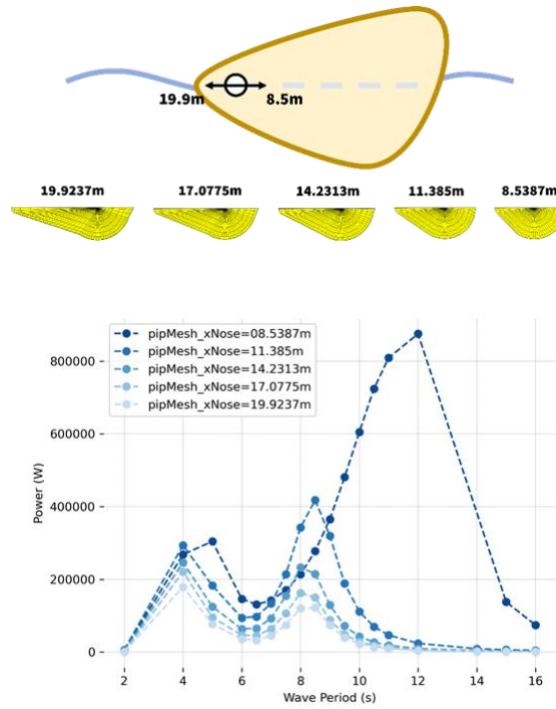 19.9m 8.5m
19.9237m 17.0775m 14.2313m 11.385m 8.5387m
pipMesh_xNose=08.5387m
pipMesh_xNose=11.385m
pipMesh_xNose=14.2313m
pipMesh_xNose=17.0775m
pipMesh_xNose=19.9237m
800000
600000
400000
200000
0
Power (W)
2 4 6 8 10 12 14 16
Wave Period (s)